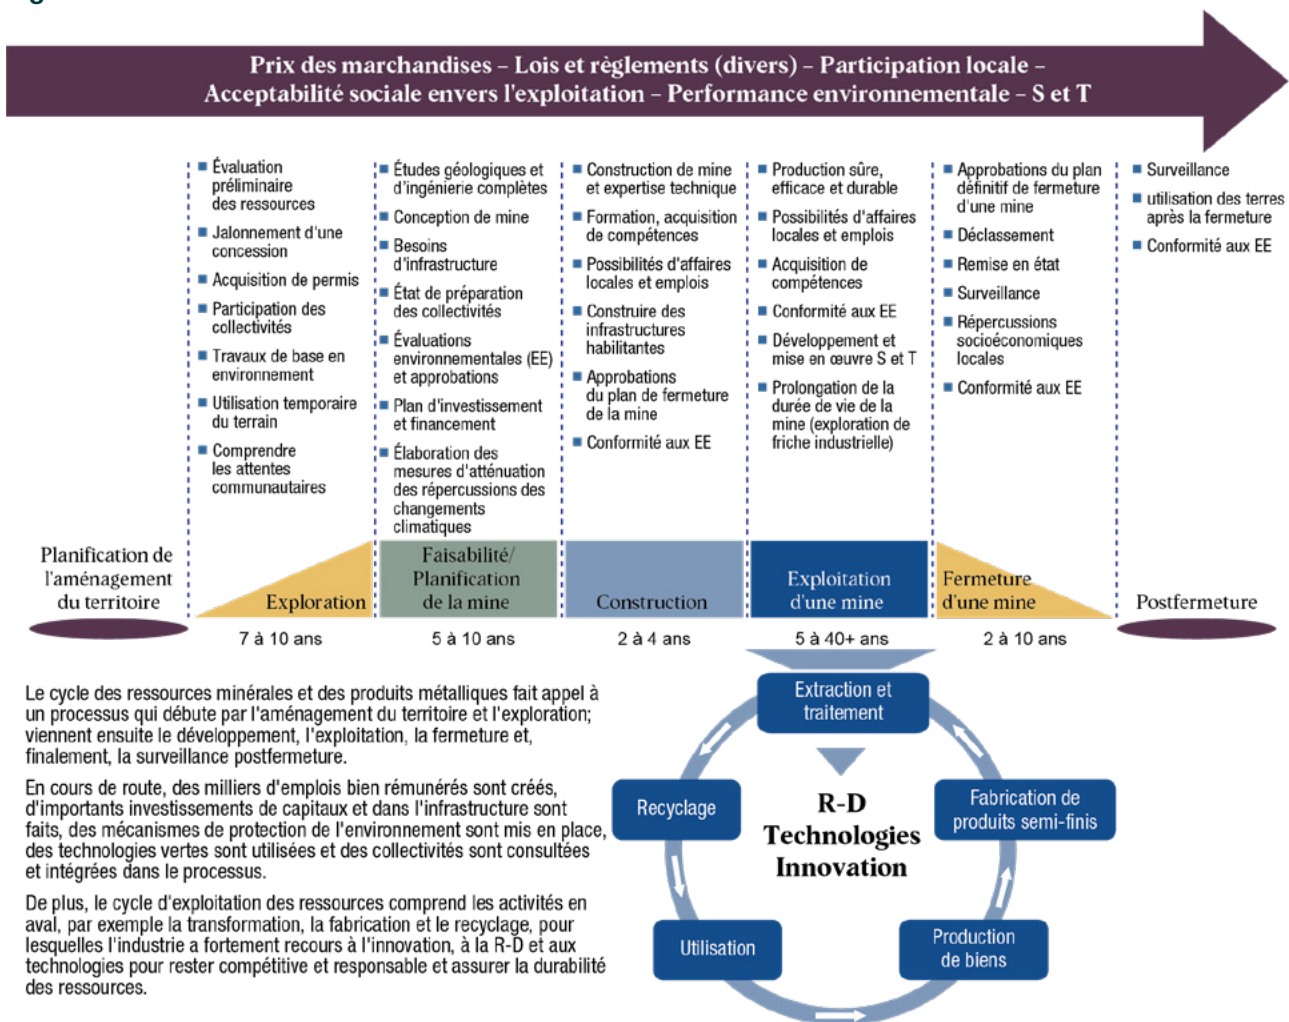 Prix des marchandises – Lois et règlements (divers) – Participation locale –
Acceptabilité sociale envers l'exploitation – Performance environnementale – S et T
Évaluation
préliminaire
des ressources
Jalonnement d'une
concession
Acquisition de permis
Participation des
collectivités
Travaux de base en
environnement
Utilisation temporaire
du terrain
Comprendre
les attentes
communautaires
Études géologiques et
d'ingénierie complètes
Conception de mine
Besoins
d'infrastructure
État de préparation
des collectivités
Évaluations
environnementales (EE)
et approbations
Plan d'investissement
et financement
Élaboration des
mesures d'atténuation
des répercussions des
changements
climatiques
Construction de mine
et expertise technique
Formation, acquisition
de compétences
Possibilités d'affaires
locales et emplois
Construire des
infrastructures
habilitantes
Approbations
du plan de fermeture
de la mine
Conformité aux EE
Production sûre,
efficace et durable
Possibilités d'affaires
locales et emplois
Acquisition de
compétences
Conformité aux EE
Développement et
mise en œuvre S et T
Prolongation de la
durée de vie de la
mine (exploration de
friche industrielle)
Approbations du plan
définitif de fermeture
d'une mine
Déclassement
Remise en état
Surveillance
Répercussions
socioéconomiques
locales
Conformité aux EE
Surveillance
utilisation des terres
après la fermeture
Conformité aux EE
Planification de
l'aménagement
du territoire
Exploration
Faisabilité/
Planification
de la mine
Construction
Exploitation
d'une mine
Fermeture
d'une mine
Postfermeture
7 à 10 ans
5 à 10 ans
2 à 4 ans
5 à 40+ ans
2 à 10 ans
Le cycle des ressources minérales et des produits métalliques fait appel à
un processus qui débute par l'aménagement du territoire et l'exploration;
viennent ensuite le développement, l'exploitation, la fermeture et,
finalement, la surveillance postfermeture.
En cours de route, des milliers d'emplois bien rémunérés sont créés,
d'importants investissements de capitaux et dans l'infrastructure sont
faits, des mécanismes de protection de l'environnement sont mis en place,
des technologies vertes sont utilisées et des collectivités sont consultées
et intégrées dans le processus.
De plus, le cycle d'exploitation des ressources comprend les activités en
aval, par exemple la transformation, la fabrication et le recyclage, pour
lesquelles l'industrie a fortement recours à l'innovation, à la R-D et aux
technologies pour rester compétitive et responsable et assurer la durabilité
des ressources.
Extraction et
traitement
Recyclage
R-D
Technologies
Innovation
Fabrication de
produits semi-finis
Utilisation
Production
de biens